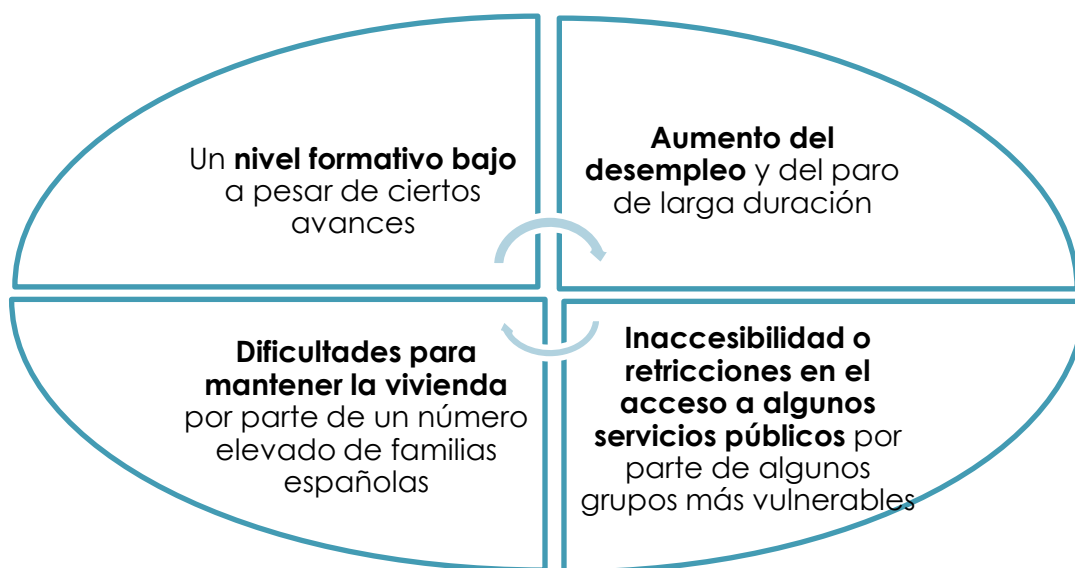 Un nivel formativo bajo
a pesar de ciertos
avances
Aumento del
desempleo y del paro
de larga duración
Dificultades para
mantener la vivienda
por parte de un número
elevado de familias
españolas
Inaccesibilidad o
retricciones en el
acceso a algunos
servicios públicos por
parte de algunos
grupos más vulnerables